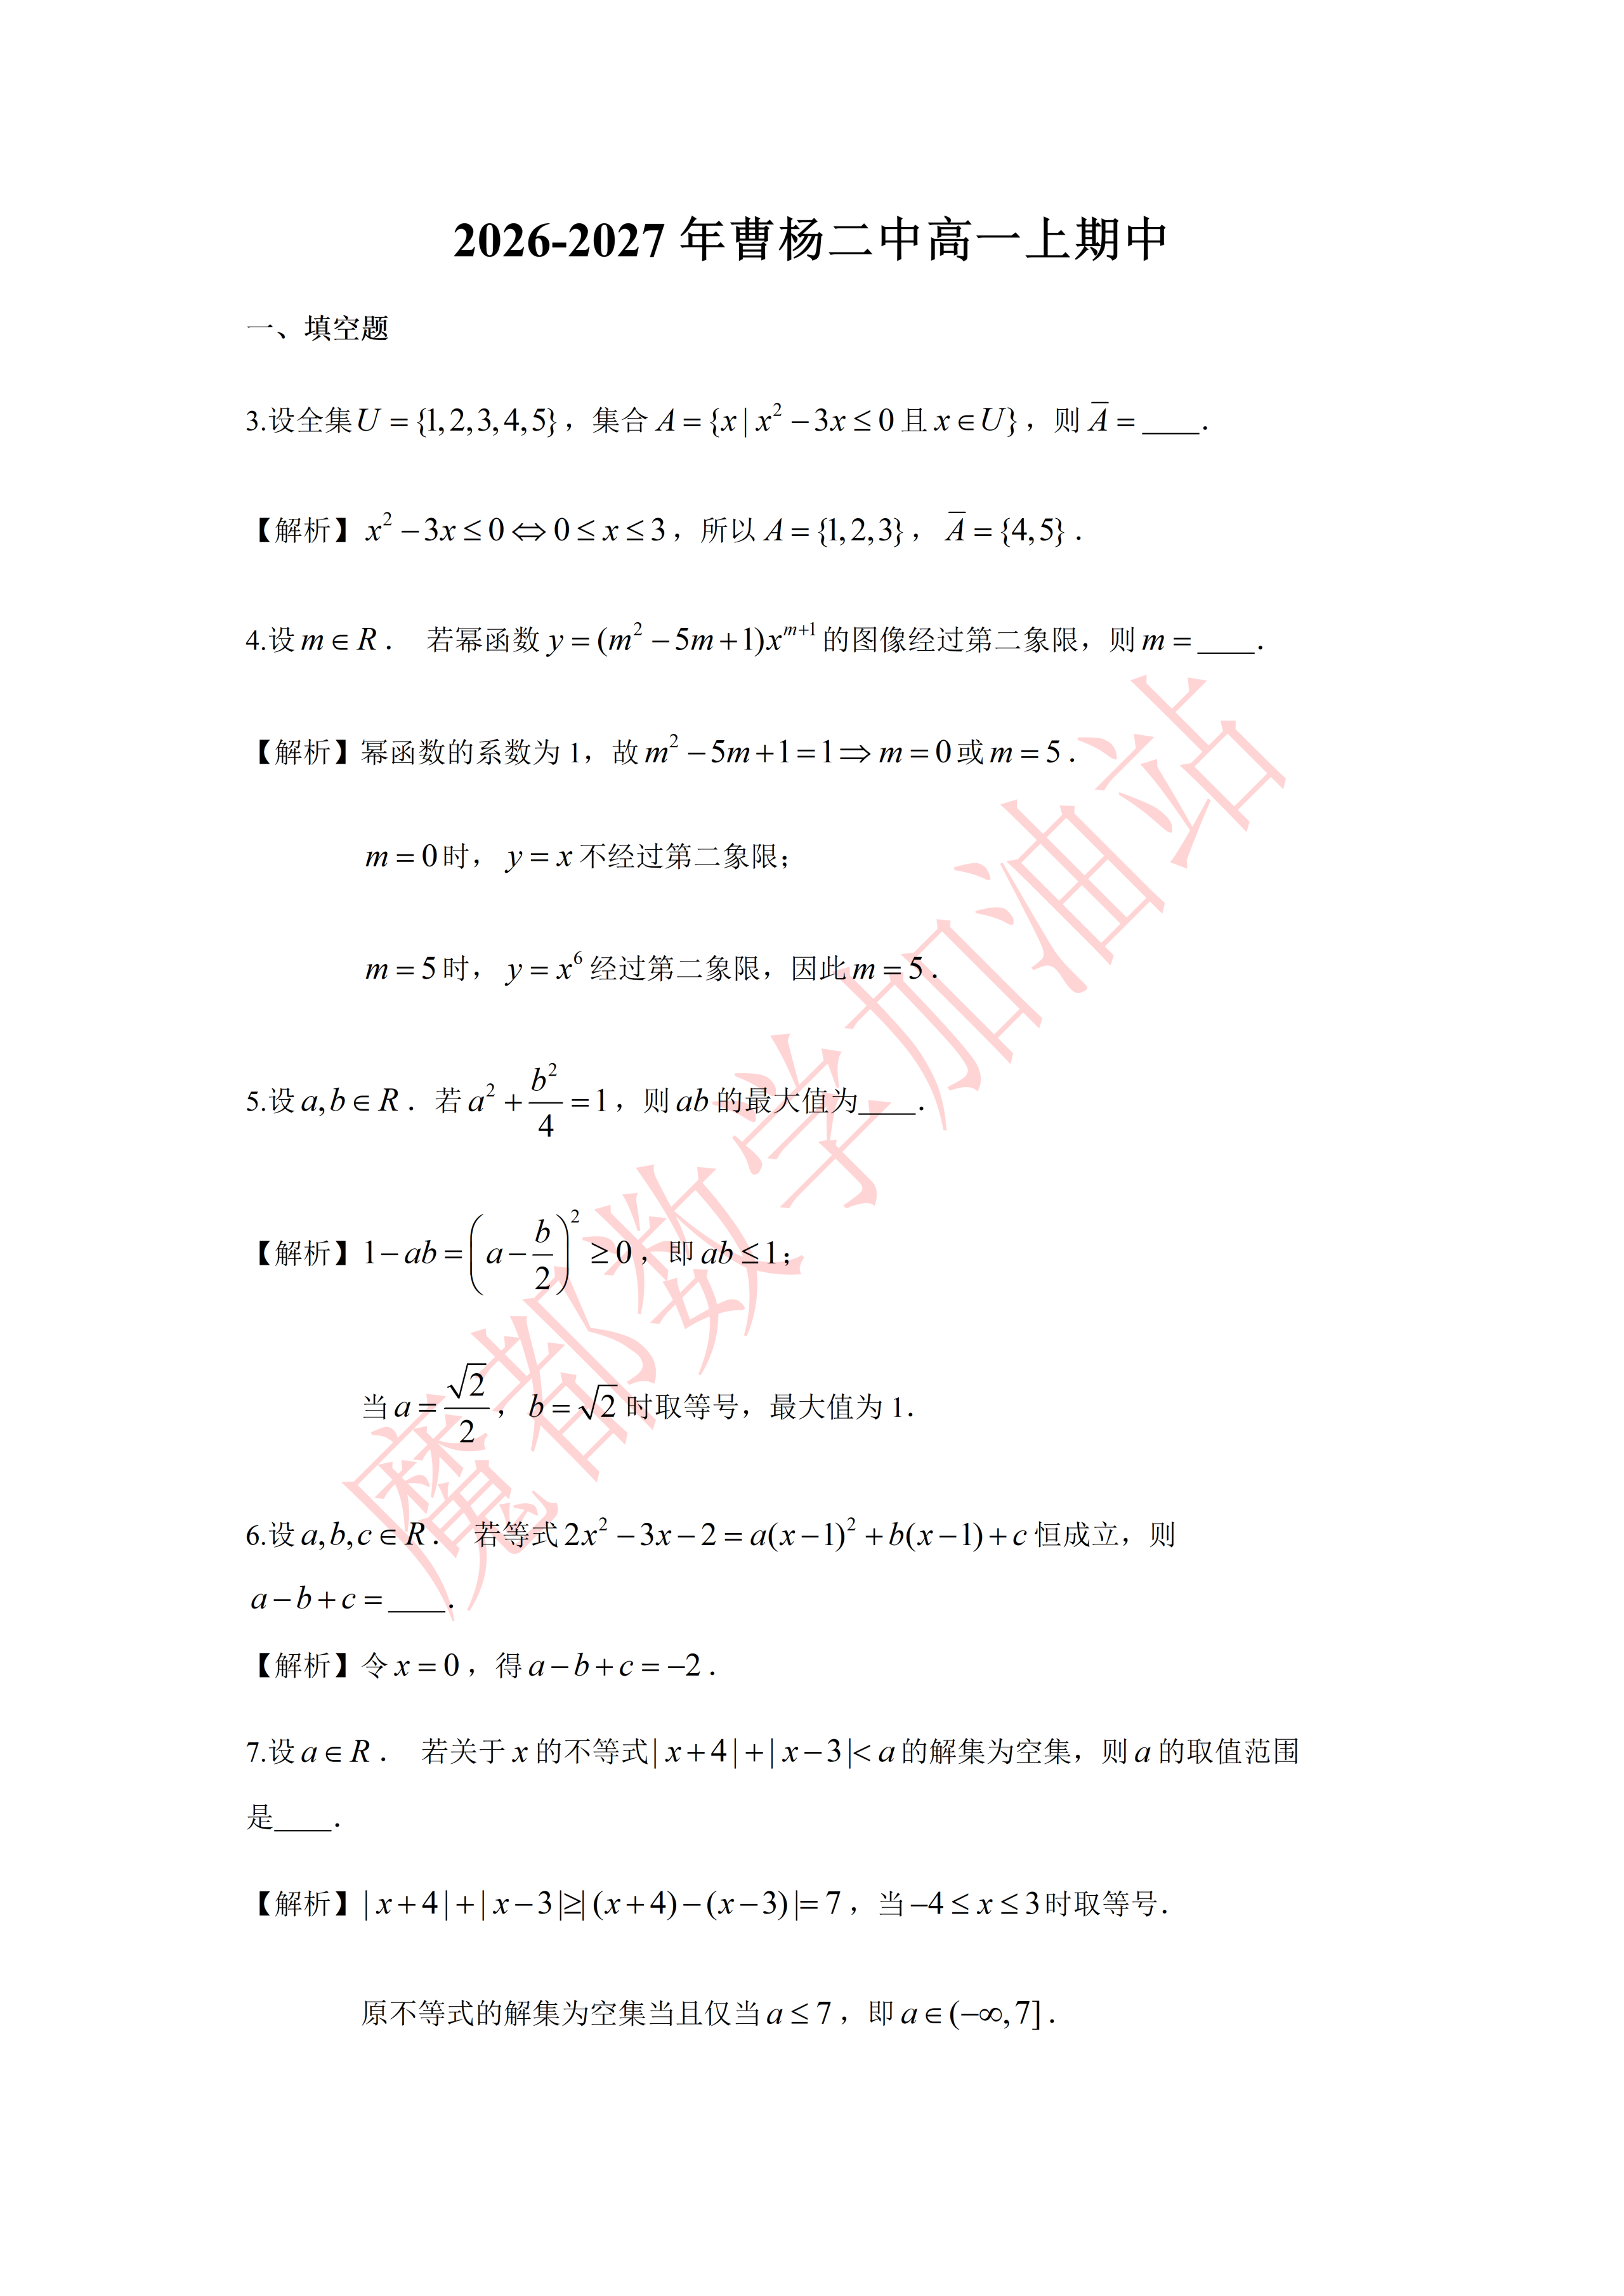 2026-2027 年曹杨二中高一上期中
一、填空题
3.设全集 U = {1,2,3,4,5}，集合 A = {x | x² − 3x ≤ 0 且 x ∈ U}，则 A̅ = ____．
【解析】x² − 3x ≤ 0 ⇔ 0 ≤ x ≤ 3，所以 A = {1,2,3}，A̅ = {4,5}．
4.设 m ∈ R． 若幂函数 y = (m² − 5m + 1)x^{m+1} 的图像经过第二象限，则 m = ____．
【解析】幂函数的系数为 1，故 m² − 5m + 1 = 1 ⇒ m = 0 或 m = 5．
m = 0 时， y = x 不经过第二象限；
m = 5 时， y = x⁶ 经过第二象限，因此 m = 5．
5.设 a,b ∈ R．若 a² + b²/4 = 1，则 ab 的最大值为____．
【解析】1 − ab = (a − b/2)² ≥ 0，即 ab ≤ 1；
当 a = √2/2，b = √2 时取等号，最大值为 1．
6.设 a,b,c ∈ R． 若等式 2x² − 3x − 2 = a(x − 1)² + b(x − 1) + c 恒成立，则
a − b + c = ____．
【解析】令 x = 0，得 a − b + c = −2．
7.设 a ∈ R． 若关于 x 的不等式 | x + 4 | + | x − 3 |< a 的解集为空集，则 a 的取值范围
是____．
【解析】| x + 4 | + | x − 3 |≥| (x + 4) − (x − 3) |= 7，当 −4 ≤ x ≤ 3 时取等号．
原不等式的解集为空集当且仅当 a ≤ 7，即 a ∈ (−∞,7]．
魔都数学加油站